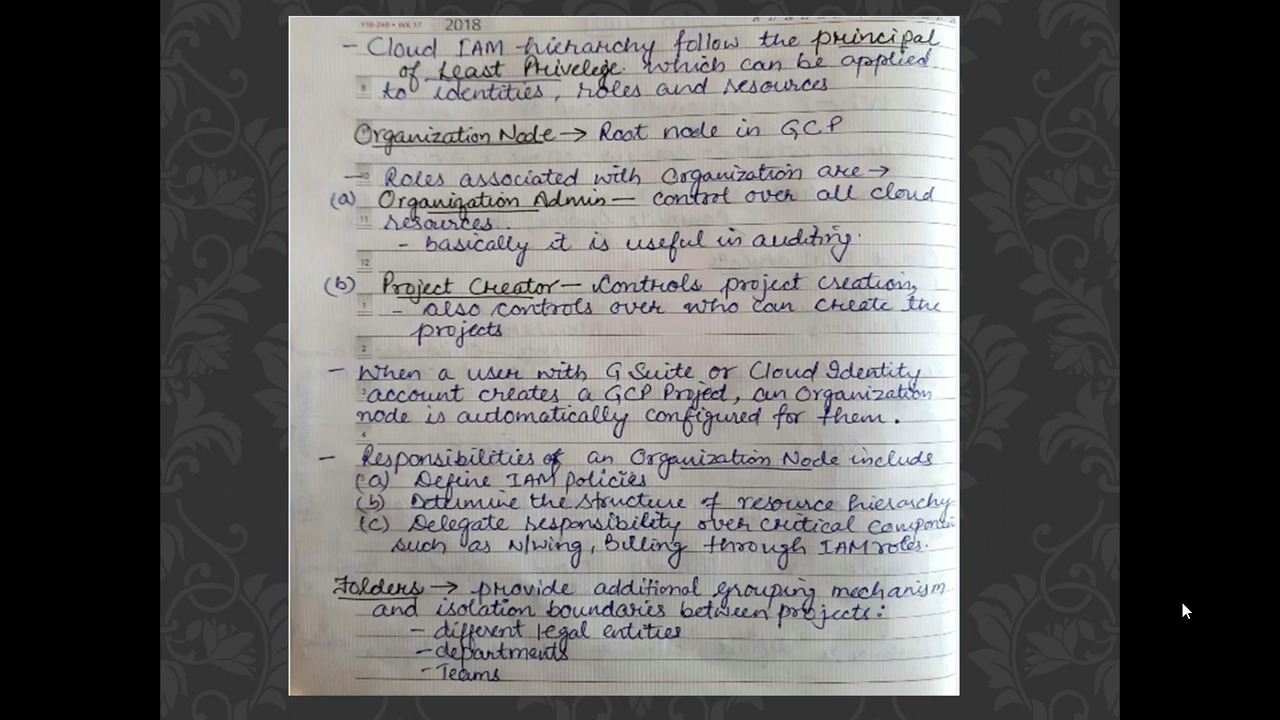 170-240 • WK 17 2018
- Cloud IAM hierarchy follow the principal
of Least Privelege. Which can be applied
to identities, roles and resources
Organization Node → Root node in GCP
- Roles associated with Organization are →
(a) Organization Admin - control over all cloud
resources.
- basically it is useful in auditing.
(b) Project Creator - Controls project creation,
- also controls over who can create the
projects
- When a user with G Suite or Cloud Identity
account creates a GCP Project, an Organization
node is automatically configured for them.
- Responsibilities of an Organization Node include
(a) Define IAM policies
(b) Determine the structure of resource hierarchy
(c) Delegate responsibility over critical
such as N/wing, Billing through IAM roles.
Folders → provide additional grouping mechanism
and isolation boundaries between projects:
- different legal entities
- departments
- Teams